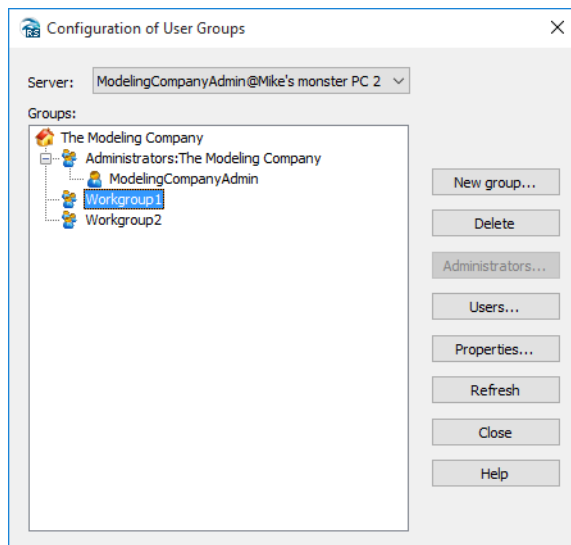 Configuration of User Groups
Server: ModelingCompanyAdmin@Mike's monster PC 2
Groups:
The Modeling Company
Administrators:The Modeling Company
ModelingCompanyAdmin
Workgroup1
Workgroup2
New group...
Delete
Administrators...
Users...
Properties...
Refresh
Close
Help